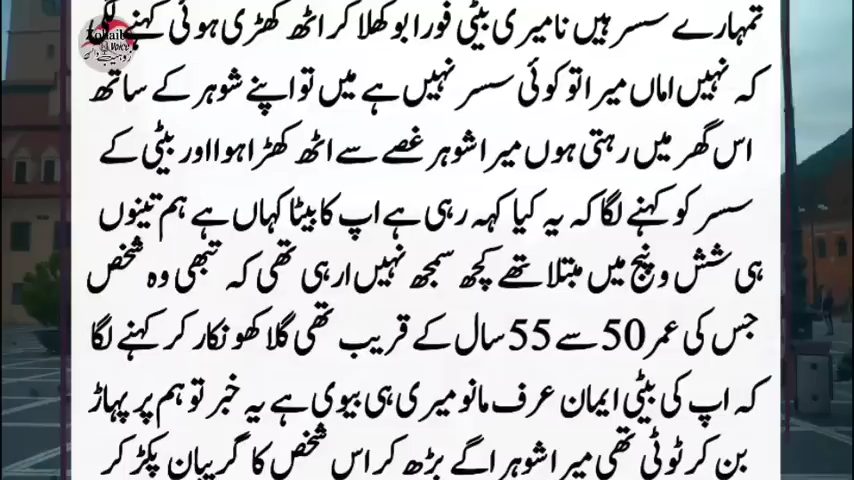 تمہارے سسر ہیں نا میری بیٹی فورا بوکھلا کر اٹھ کھڑی ہوئی کہنے لگی
کہ نہیں اماں میرا تو کوئی سسر نہیں ہے میں تو اپنے شوہر کے ساتھ
اس گھر میں رہتی ہوں میرا شوہر غصے سے اٹھ کھڑا ہوا اور بیٹی کے
سسر کو کہنے لگا کہ یہ کیا کہہ رہی ہے اپ کا بیٹا کہاں ہے ہم تینوں
ہی شش و پنج میں مبتلا تھے کچھ سمجھ نہیں ارہی تھی کہ تبھی وہ شخص
جس کی عمر 50 سے 55 سال کے قریب تھی گلا کھونکار کر کہنے لگا
کہ اپ کی بیٹی ایمان عرف مانو میری ہی بیوی ہے یہ خبر تو ہم پر پہاڑ
بن کر ٹوٹی تھی میرا شوہر اگے بڑھ کر اس شخص کا گریبان پکڑ کر
Zohaib
Voice